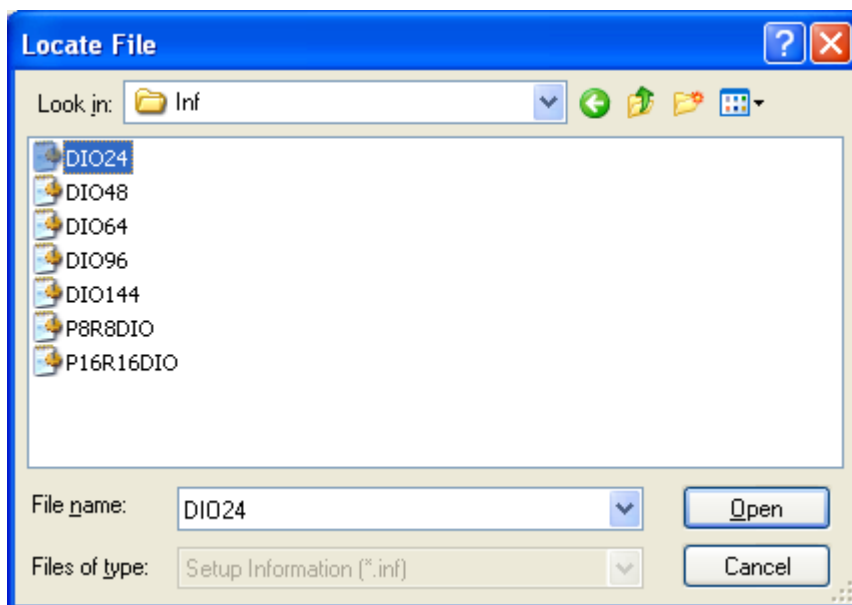 Locate File
Look in: Inf
DIO24
DIO48
DIO64
DIO96
DIO144
P8R8DIO
P16R16DIO
File name: DIO24 Open
Files of type: Setup Information (*.inf) Cancel